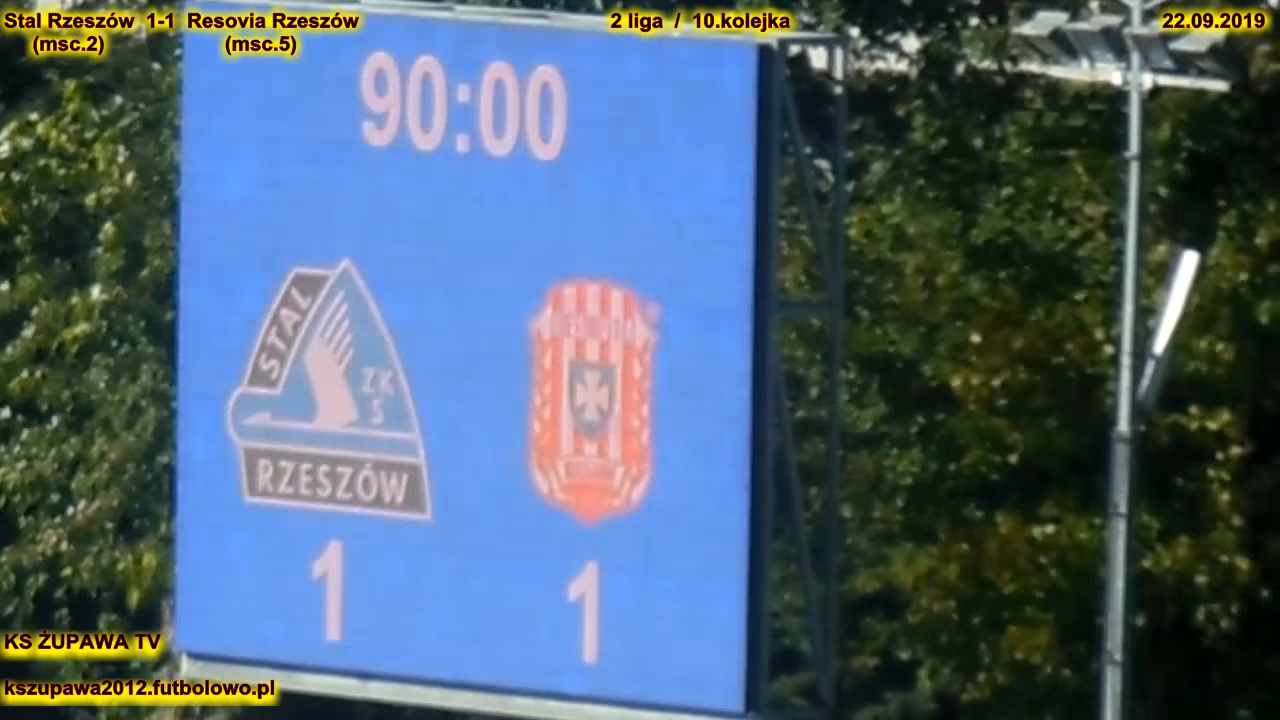 Stal Rzeszów 1-1 Resovia Rzeszów
(msc.2) (msc.5)
2 liga / 10.kolejka
22.09.2019
90:00
STAL
ZK
S
RZESZÓW
1 1
KS ŻUPAWA TV
kszupawa2012.futbolowo.pl